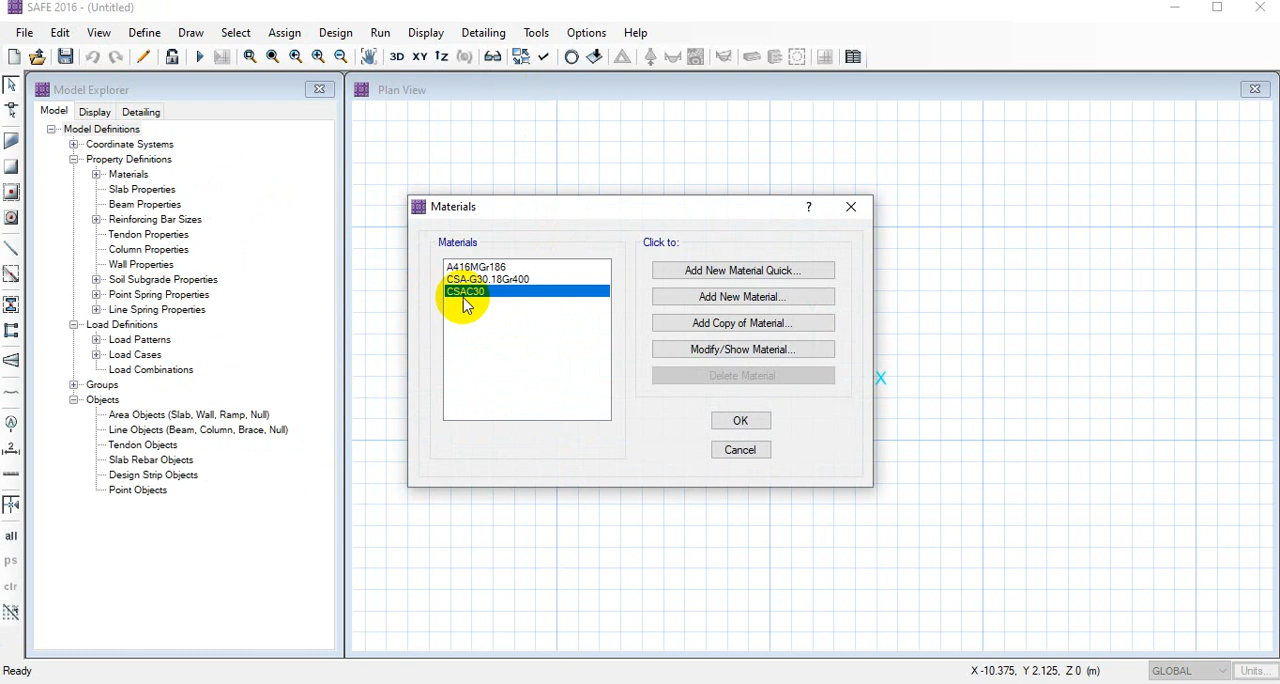 SAFE 2016 - (Untitled)
File Edit View Define Draw Select Assign Design Run Display Detailing Tools Options Help
3D XY
Model Explorer
Model Display Detailing
Model Definitions
Coordinate Systems
Property Definitions
Materials
Slab Properties
Beam Properties
Reinforcing Bar Sizes
Tendon Properties
Column Properties
Wall Properties
Soil Subgrade Properties
Point Spring Properties
Line Spring Properties
Load Definitions
Load Patterns
Load Cases
Load Combinations
Groups
Objects
Area Objects (Slab, Wall, Ramp, Null)
Line Objects (Beam, Column, Brace, Null)
Tendon Objects
Slab Rebar Objects
Design Strip Objects
Point Objects
all
ps
clr
Plan View
X
Materials ?
Materials
A416MGr186
CSA-G30.18Gr400
CSAC30
Click to:
Add New Material Quick...
Add New Material...
Add Copy of Material...
Modify/Show Material...
Delete Material
OK
Cancel
Ready
X -10.375, Y 2.125, Z 0 (m)
GLOBAL
Units...